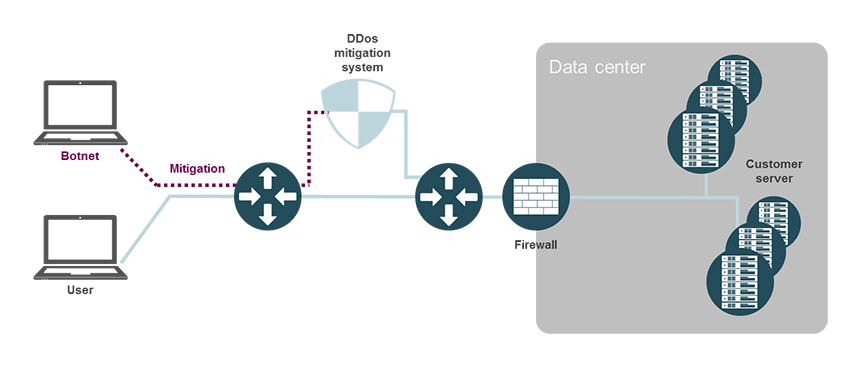 DDos
mitigation
system
Data center
Botnet
Mitigation
Customer
server
Firewall
User